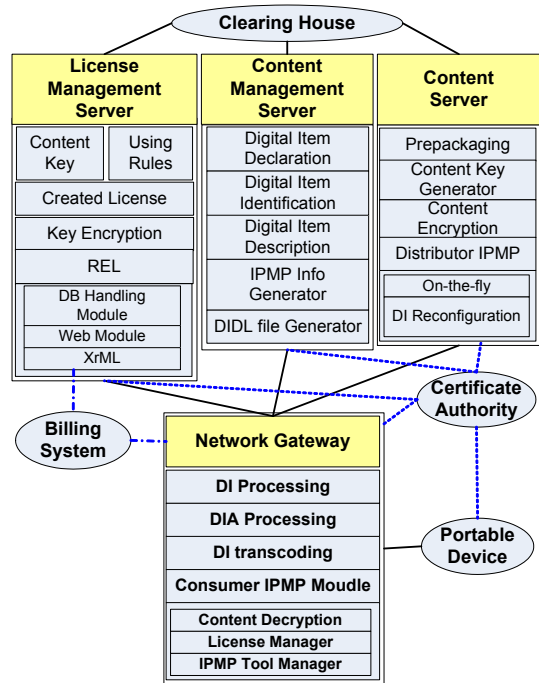 Clearing House
License
Management
Server
Content
Key
Using
Rules
Created License
Key Encryption
REL
DB Handling
Module
Web Module
XrML
Content
Management
Server
Digital Item
Declaration
Digital Item
Identification
Digital Item
Description
IPMP Info
Generator
DIDL file Generator
Content
Server
Prepackaging
Content Key
Generator
Content
Encryption
Distributor IPMP
On-the-fly
DI Reconfiguration
Billing
System
Certificate
Authority
Network Gateway
DI Processing
DIA Processing
DI transcoding
Consumer IPMP Moudle
Content Decryption
License Manager
IPMP Tool Manager
Portable
Device